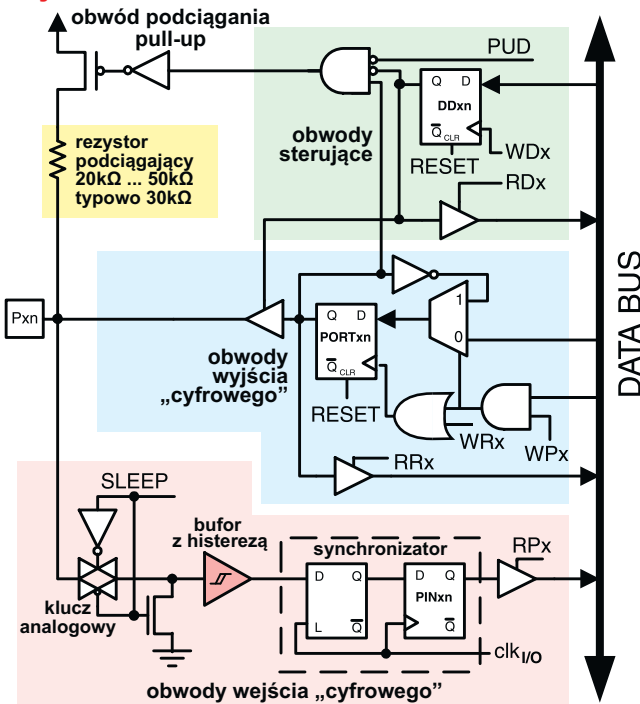 obwód podciągania
pull-up
PUD
Q D
DDxn
Q CLR
RESET
WDx
obwody
sterujące
rezystor
podciągający
20kΩ ... 50kΩ
typowo 30kΩ
RDx
DATA BUS
Pxn
1
0
Q D
PORTxn
Q CLR
RESET
obwody
wyjścia
„cyfrowego”
WRx
WPx
RRx
SLEEP
bufor
z histerezą
klucz
analogowy
synchronizator
D Q
L Q
D Q
PINxn
Q
RPx
clkI/O
obwody wejścia „cyfrowego”